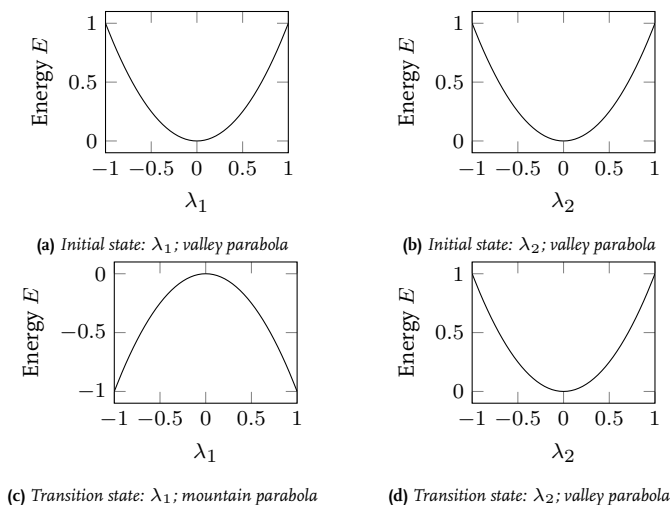 1
0.5
0
Energy E
−1 −0.5 0 0.5 1
λ1
(a) Initial state: λ1; valley parabola
1
0.5
0
Energy E
−1 −0.5 0 0.5 1
λ2
(b) Initial state: λ2; valley parabola
0
−0.5
−1
Energy E
−1 −0.5 0 0.5 1
λ1
(c) Transition state: λ1; mountain parabola
1
0.5
0
Energy E
−1 −0.5 0 0.5 1
λ2
(d) Transition state: λ2; valley parabola